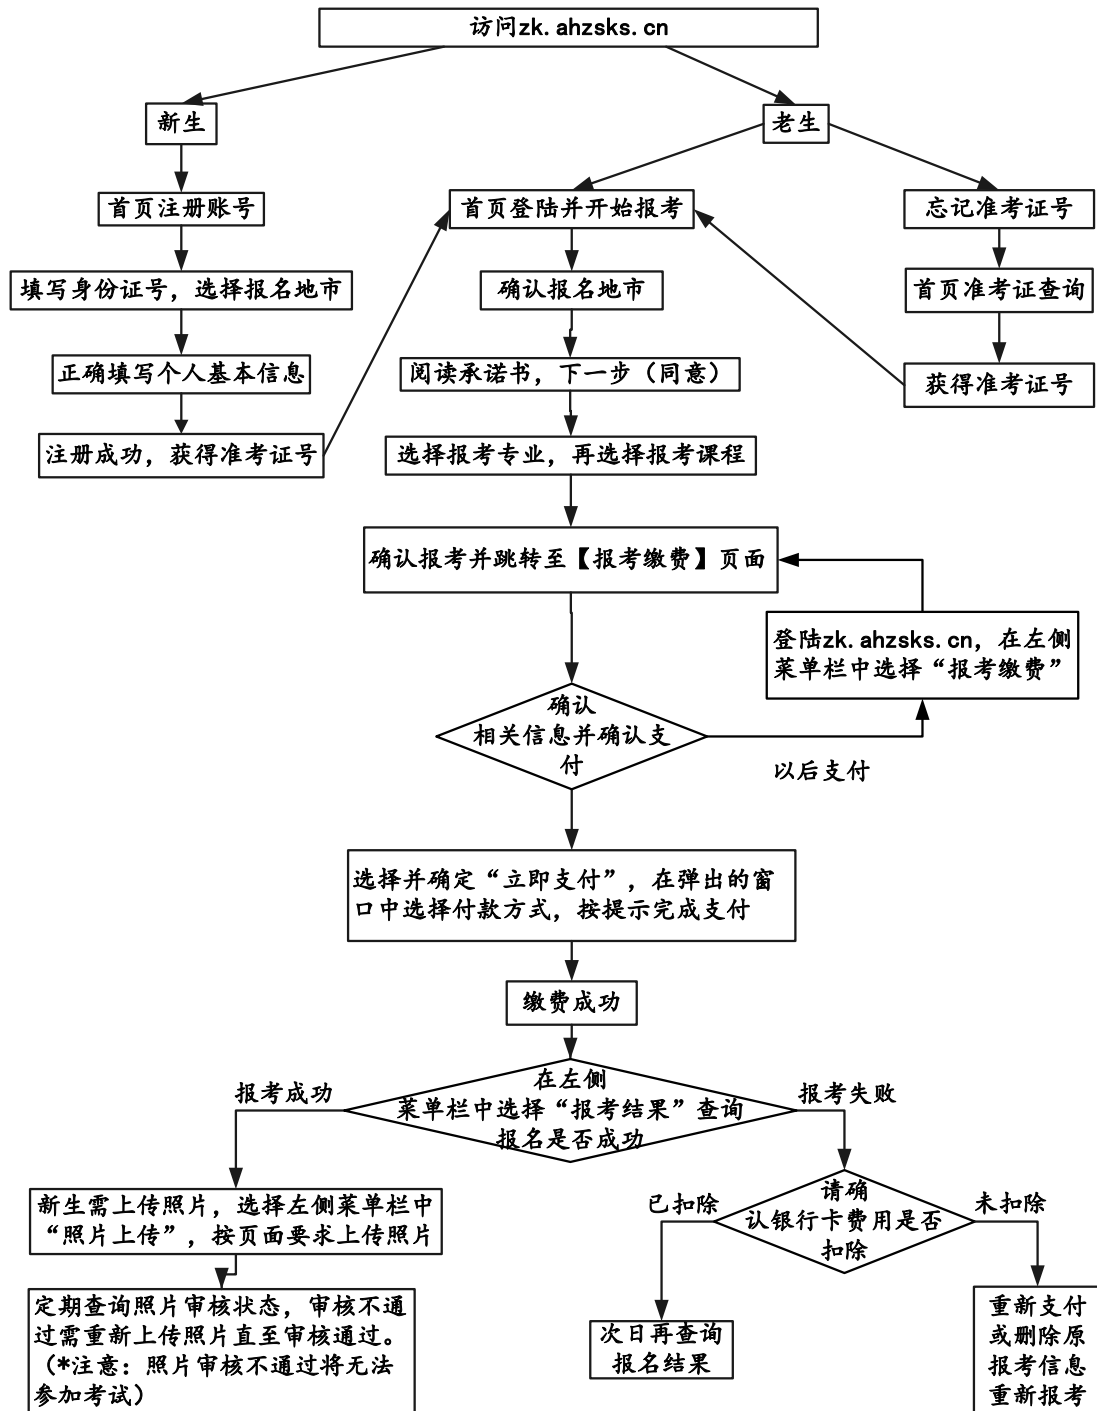 访问zk.ahzsks.cn
新生
老生
首页注册账号
首页登陆并开始报考
忘记准考证号
填写身份证号，选择报名地市
确认报名地市
首页准考证查询
正确填写个人基本信息
阅读承诺书，下一步（同意）
获得准考证号
注册成功，获得准考证号
选择报考专业，再选择报考课程
确认报考并跳转至【报考缴费】页面
登陆zk.ahzsks.cn，在左侧
菜单栏中选择“报考缴费”
确认
相关信息并确认支
付
以后支付
选择并确定“立即支付”，在弹出的窗
口中选择付款方式，按提示完成支付
缴费成功
在左侧
菜单栏中选择“报考结果”查询
报名是否成功
报考成功
报考失败
新生需上传照片，选择左侧菜单栏中
“照片上传”，按页面要求上传照片
请确
认银行卡费用是否
扣除
已扣除
未扣除
定期查询照片审核状态，审核不通
过需重新上传照片直至审核通过。
（*注意：照片审核不通过将无法
参加考试）
次日再查询
报名结果
重新支付
或删除原
报考信息
重新报考